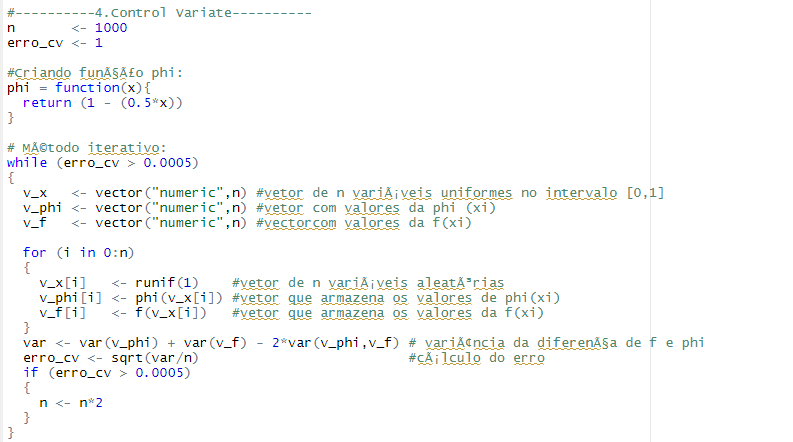 #----------4.Control Variate----------
n       <- 1000
erro_cv <- 1
#Criando funÃ§Ã£o phi:
phi = function(x){
  return (1 - (0.5*x))
}
# MÃ©todo iterativo:
while (erro_cv > 0.0005)
{
  v_x   <- vector("numeric",n) #vetor de n variÃ¡veis uniformes no intervalo [0,1]
  v_phi <- vector("numeric",n) #vetor com valores da phi (xi)
  v_f   <- vector("numeric",n) #vectorcom valores da f(xi)
  for (i in 0:n)
  {
    v_x[i]   <- runif(1)    #vetor de n variÃ¡veis aleatÃ³rias
    v_phi[i] <- phi(v_x[i]) #vetor que armazena os valores de phi(xi)
    v_f[i]   <- f(v_x[i])   #vetor que armazena os valores da f(xi)
  }
  var <- var(v_phi) + var(v_f) - 2*var(v_phi,v_f) # variÃ¢ncia da diferenÃ§a de f e phi
  erro_cv <- sqrt(var/n)                          #cÃ¡lculo do erro
  if (erro_cv > 0.0005)
  {
    n <- n*2
  }
}